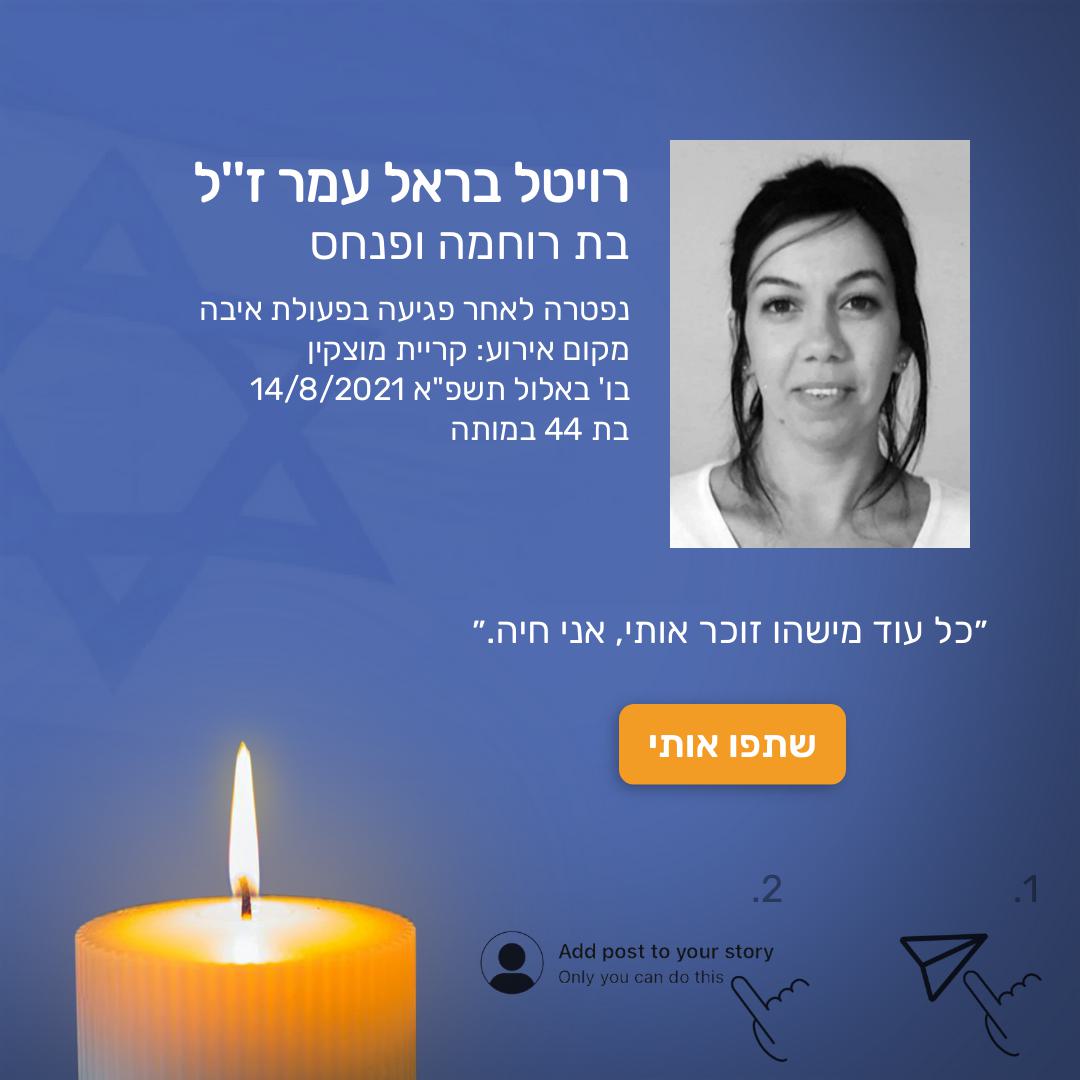 רויטל בראל עמר ז"ל
בת רוחמה ופנחס
נפטרה לאחר פגיעה בפעולת איבה
מקום אירוע: קריית מוצקין
בו' באלול תשפ"א 14/8/2021
בת 44 במותה
״כל עוד מישהו זוכר אותי, אני חיה.״
שתפו אותי
.1
.2
Add post to your story
Only you can do this